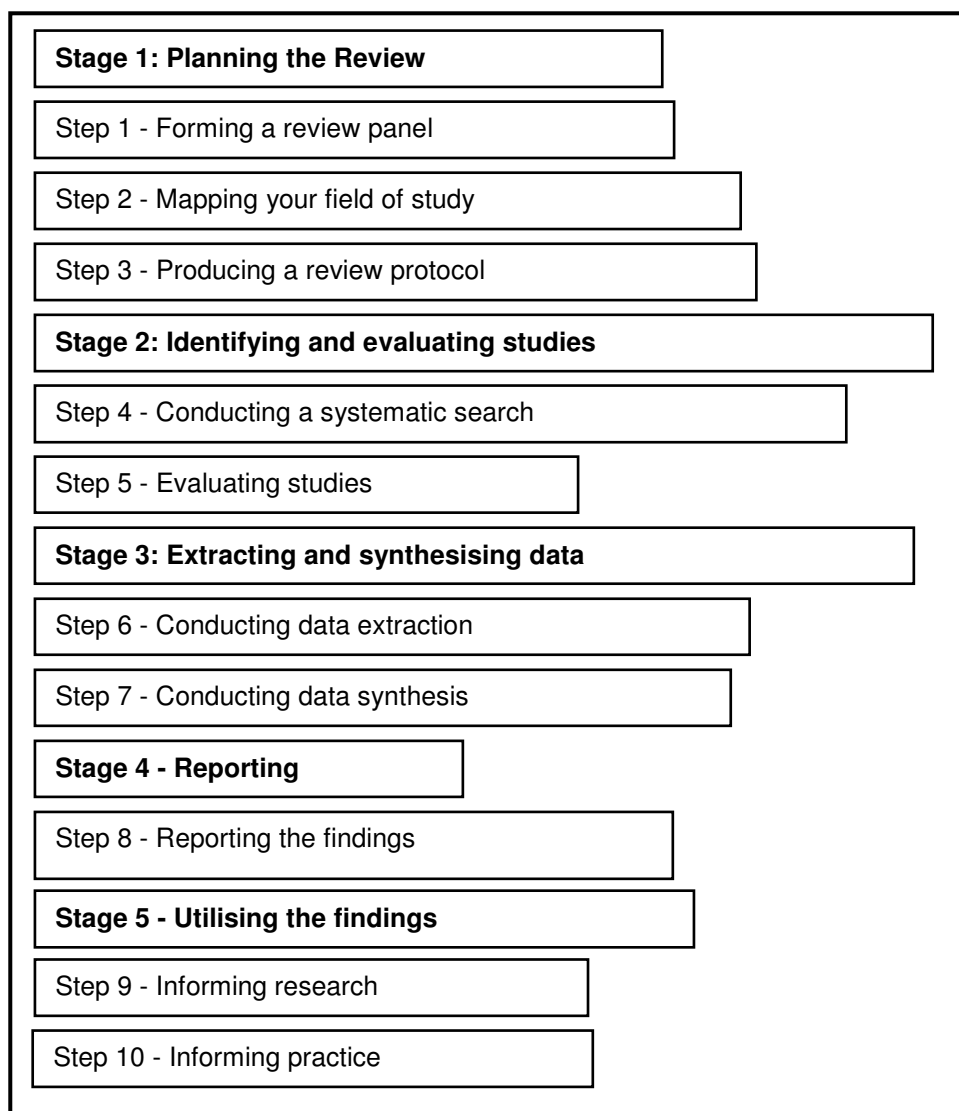 Stage 1: Planning the Review
Step 1 - Forming a review panel
Step 2 - Mapping your field of study
Step 3 - Producing a review protocol
Stage 2: Identifying and evaluating studies
Step 4 - Conducting a systematic search
Step 5 - Evaluating studies
Stage 3: Extracting and synthesising data
Step 6 - Conducting data extraction
Step 7 - Conducting data synthesis
Stage 4 - Reporting
Step 8 - Reporting the findings
Stage 5 - Utilising the findings
Step 9 - Informing research
Step 10 - Informing practice